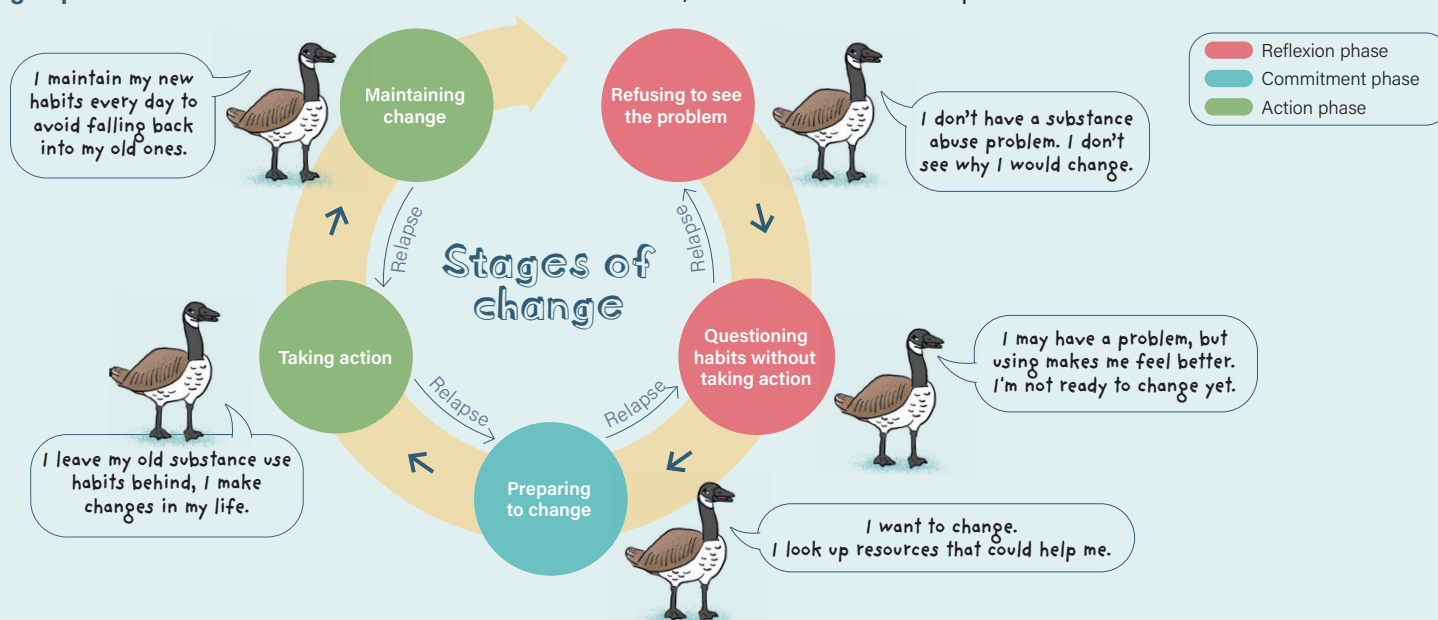 Stages of
change
Refusing to see
the problem
I don't have a substance
abuse problem. I don't
see why I would change.
Questioning
habits without
taking action
I may have a problem, but
using makes me feel better.
I'm not ready to change yet.
Preparing
to change
I want to change.
I look up resources that could help me.
Taking action
I leave my old substance use
habits behind, I make
changes in my life.
Maintaining
change
I maintain my new
habits every day to
avoid falling back
into my old ones.
Relapse
Relapse
Relapse
Relapse
Reflexion phase
Commitment phase
Action phase